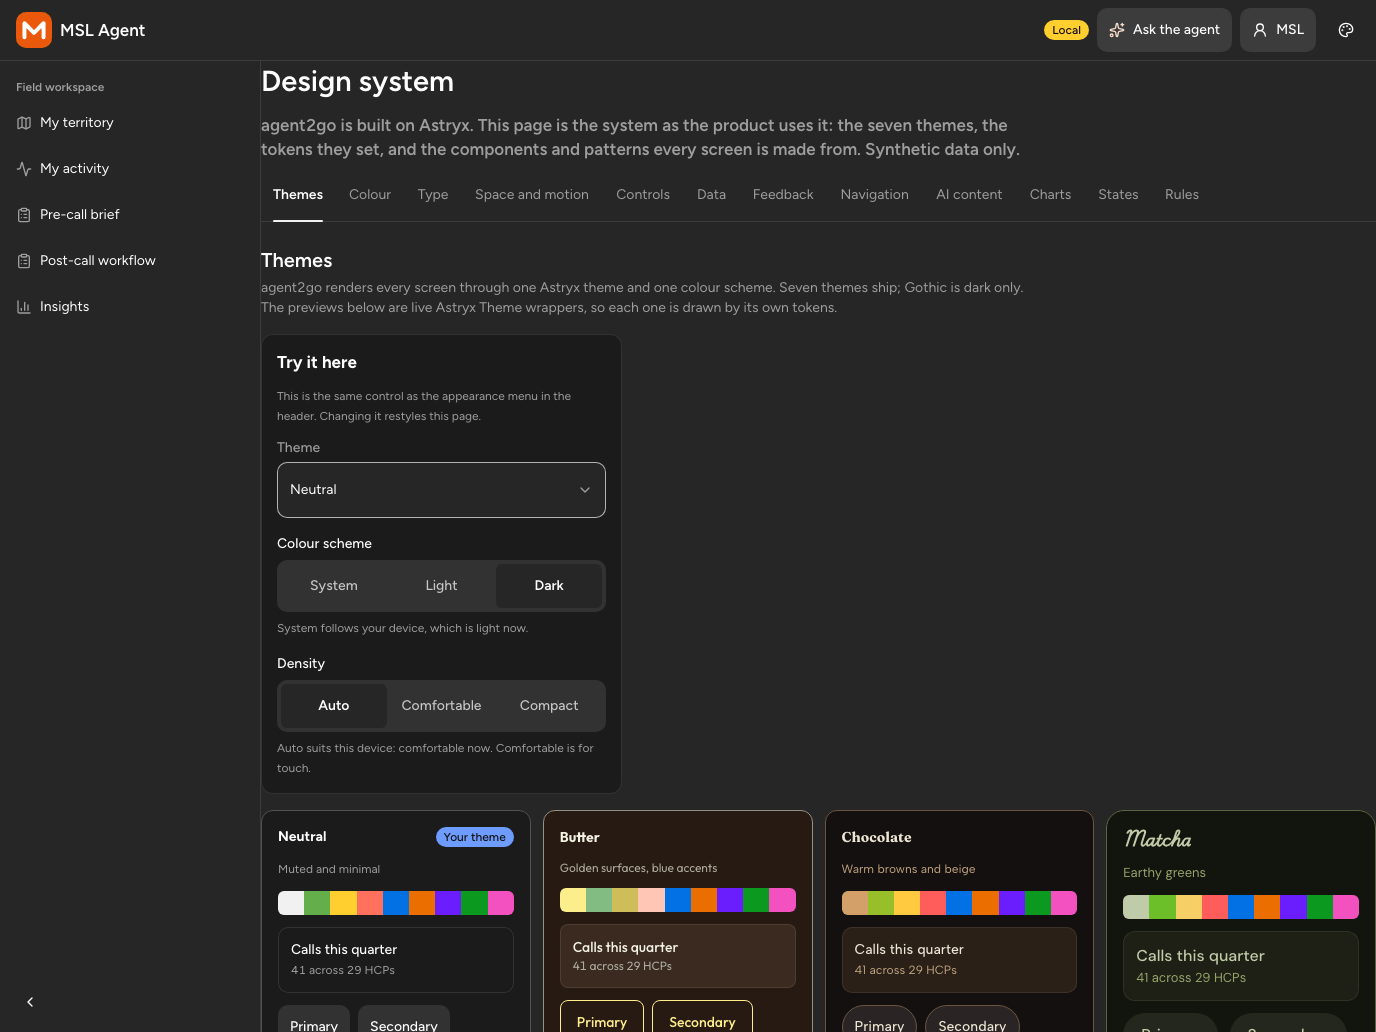 MSL Agent
Local
Ask the agent
MSL
Field workspace
My territory
My activity
Pre-call brief
Post-call workflow
Insights
Design system
agent2go is built on Astryx. This page is the system as the product uses it: the seven themes, the
tokens they set, and the components and patterns every screen is made from. Synthetic data only.
Themes Colour Type Space and motion Controls Data Feedback Navigation AI content Charts States Rules
Themes
agent2go renders every screen through one Astryx theme and one colour scheme. Seven themes ship; Gothic is dark only.
The previews below are live Astryx Theme wrappers, so each one is drawn by its own tokens.
Try it here
This is the same control as the appearance menu in the
header. Changing it restyles this page.
Theme
Neutral
Colour scheme
System Light Dark
System follows your device, which is light now.
Density
Auto Comfortable Compact
Auto suits this device: comfortable now. Comfortable is for
touch.
Neutral
Your theme
Muted and minimal
Calls this quarter
41 across 29 HCPs
Primary Secondary
Butter
Golden surfaces, blue accents
Calls this quarter
41 across 29 HCPs
Primary Secondary
Chocolate
Warm browns and beige
Calls this quarter
41 across 29 HCPs
Primary Secondary
Matcha
Earthy greens
Calls this quarter
41 across 29 HCPs